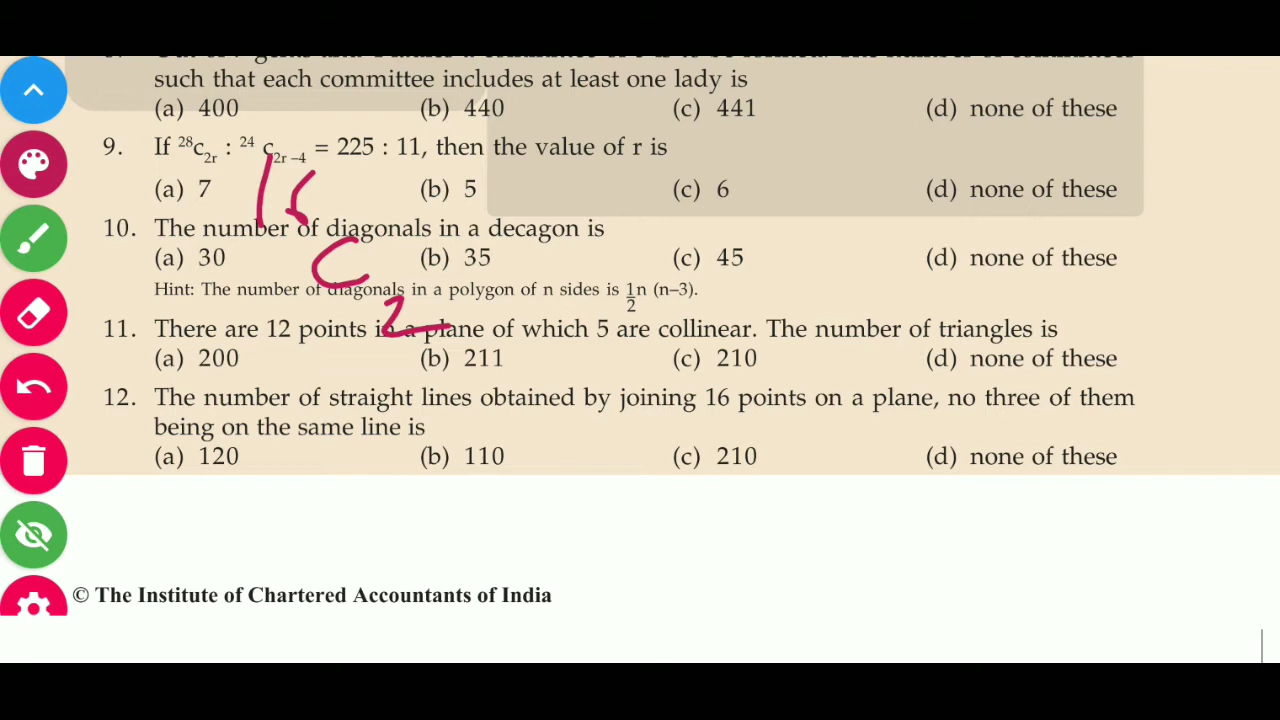 such that each committee includes at least one lady is
(a) 400 (b) 440 (c) 441 (d) none of these
9. If ²⁸c₂ᵣ : ²⁴ c₂ᵣ ₋₄ = 225 : 11, then the value of r is
(a) 7 (b) 5 (c) 6 (d) none of these
10. The number of diagonals in a decagon is
(a) 30 (b) 35 (c) 45 (d) none of these
Hint: The number of diagonals in a polygon of n sides is 1/2 n (n–3).
11. There are 12 points in a plane of which 5 are collinear. The number of triangles is
(a) 200 (b) 211 (c) 210 (d) none of these
12. The number of straight lines obtained by joining 16 points on a plane, no three of them
being on the same line is
(a) 120 (b) 110 (c) 210 (d) none of these
16 C 2
© The Institute of Chartered Accountants of India